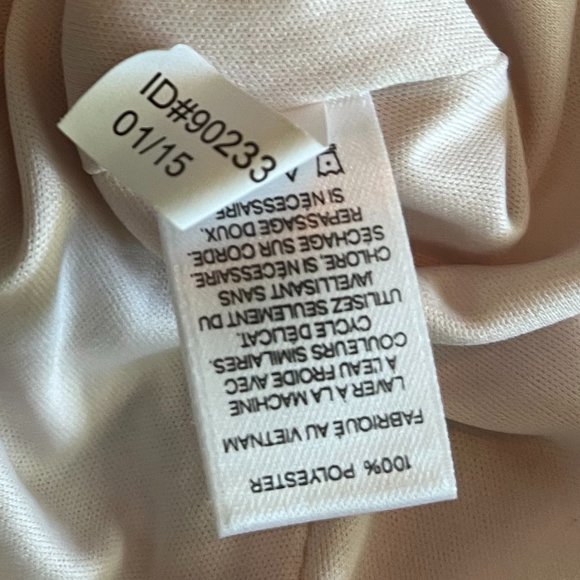 ID#90233
01/15
100% POLYESTER
FABRIQUÉ AU VIETNAM
LAVER À LA MACHINE
À L'EAU FROIDE AVEC
COULEURS SIMILAIRES.
CYCLE DÉLICAT.
UTILISEZ SEULEMENT DU
JAVELLISANT SANS
CHLORE, SI NÉCESSAIRE.
SÉCHAGE SUR CORDE.
REPASSAGE DOUX,
SI NÉCESSAIRE